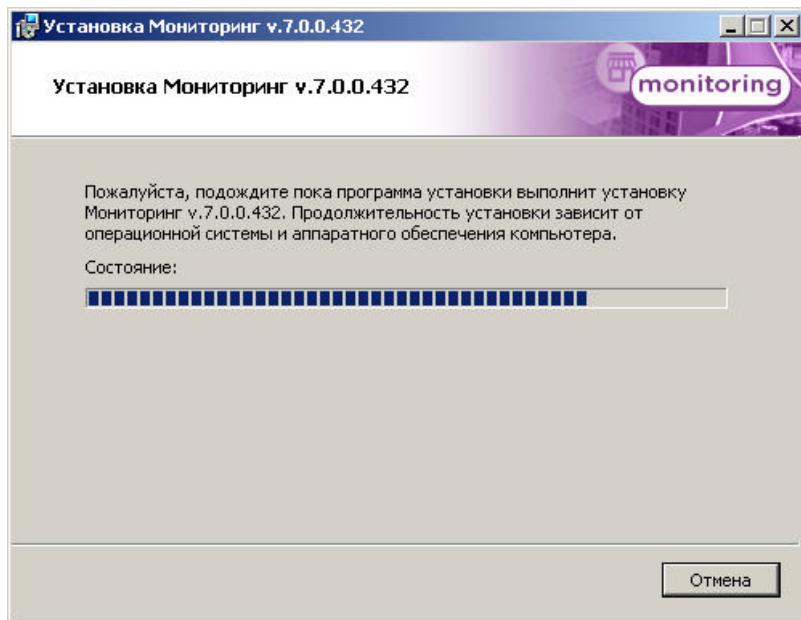 Установка Мониторинг v.7.0.0.432
Установка Мониторинг v.7.0.0.432
monitoring
Пожалуйста, подождите пока программа установки выполнит установку
Мониторинг v.7.0.0.432. Продолжительность установки зависит от
операционной системы и аппаратного обеспечения компьютера.
Состояние:
Отмена